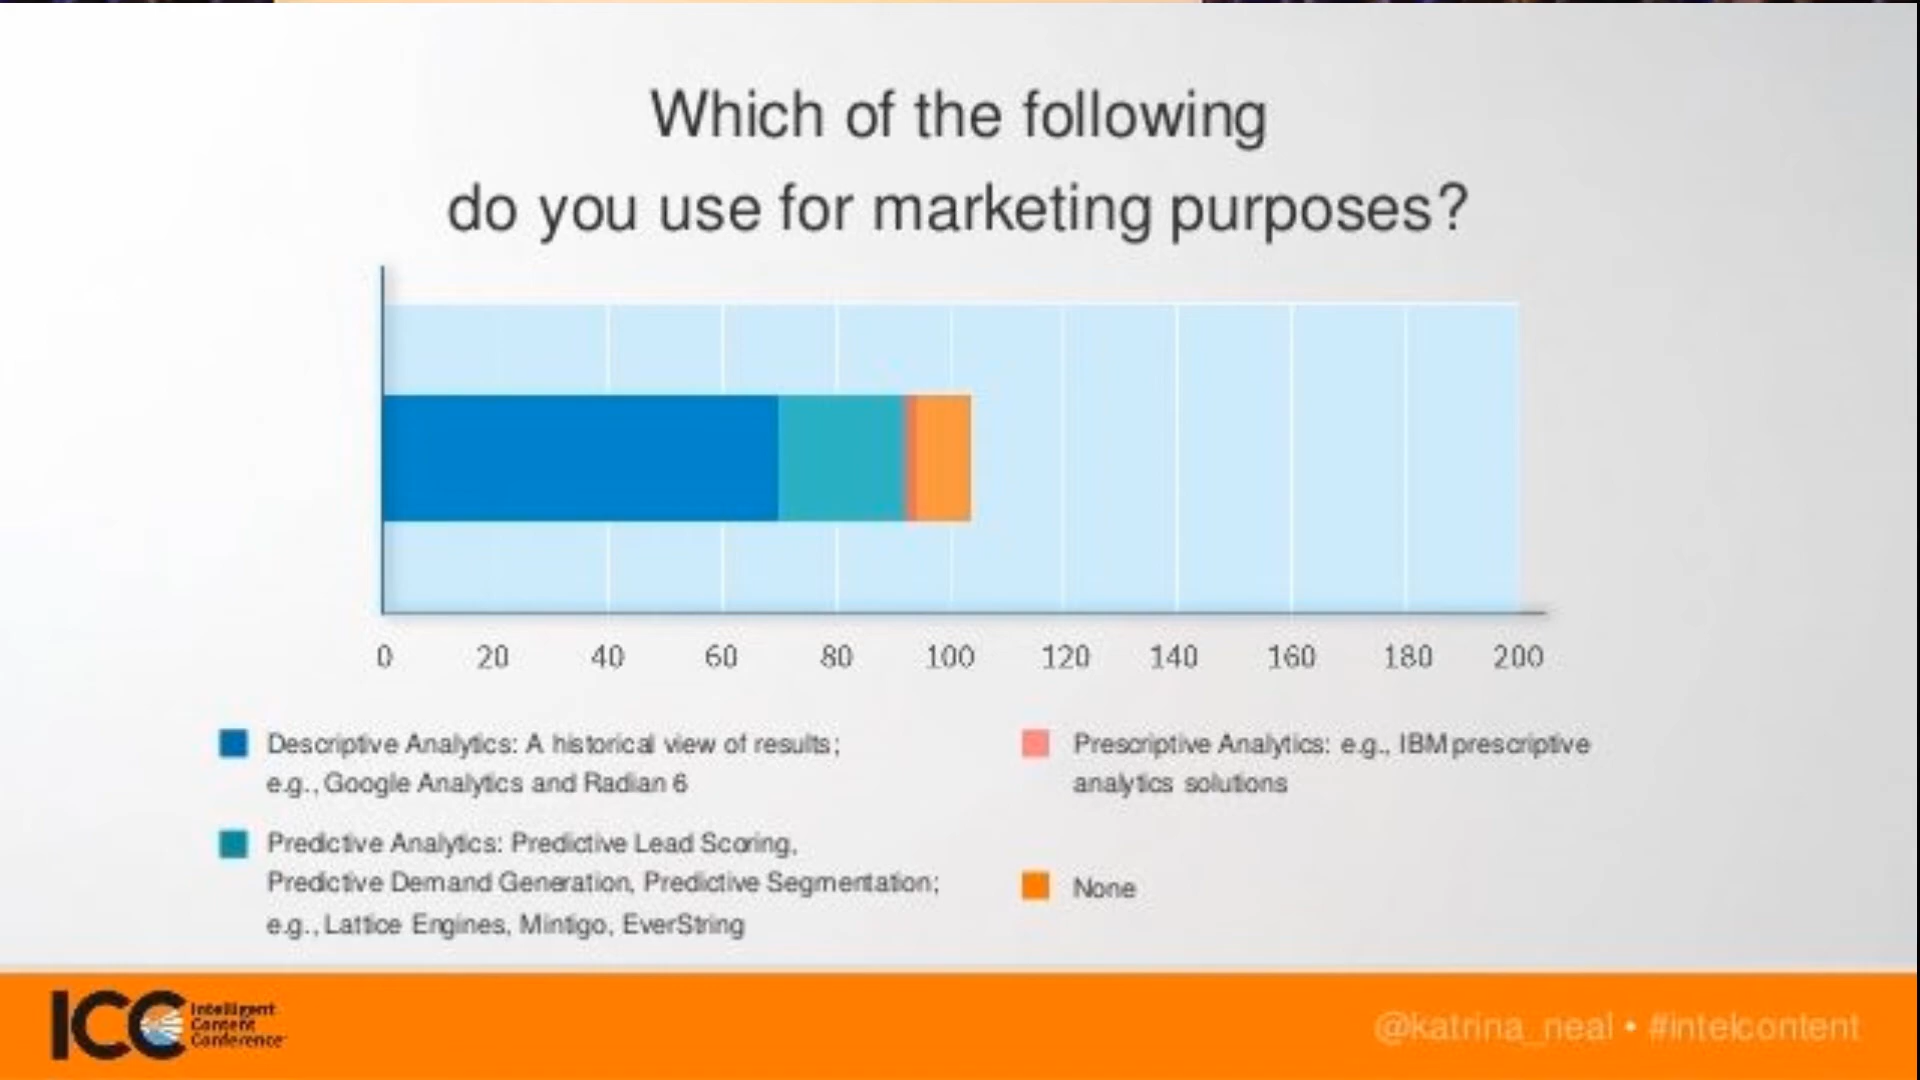 Which of the following
do you use for marketing purposes?
0 20 40 60 80 100 120 140 160 180 200
Descriptive Analytics: A historical view of results;
e.g., Google Analytics and Radian 6
Predictive Analytics: Predictive Lead Scoring,
Predictive Demand Generation, Predictive Segmentation;
e.g., Lattice Engines, Mintigo, EverString
Prescriptive Analytics: e.g., IBM prescriptive
analytics solutions
None
ICC
Intelligent
Content
Conference
@katrina_neal • #intelcontent